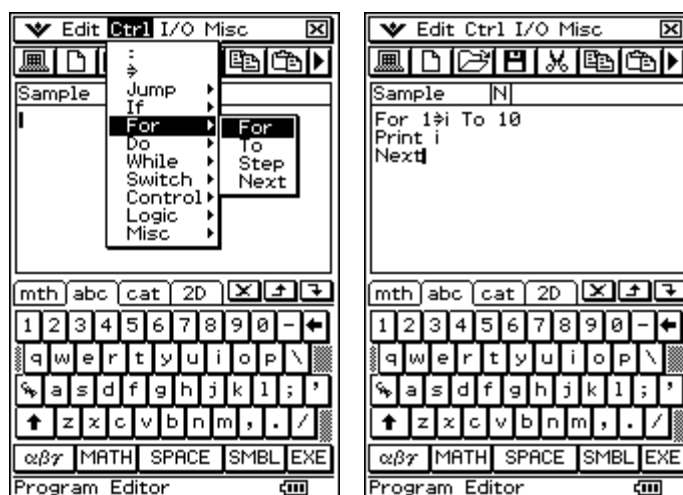 Edit Ctrl I/O Misc
Sample
:
⇒
Jump
If
For
Do
While
Switch
Control
Logic
Misc
For
To
Step
Next
mth abc cat 2D
1 2 3 4 5 6 7 8 9 0 -
q w e r t y u i o p \
a s d f g h j k l ; '
z x c v b n m , . /
αβγ MATH SPACE SMBL EXE
Program Editor
Edit Ctrl I/O Misc
Sample N
For 1⇒i To 10
Print i
Next
mth abc cat 2D
1 2 3 4 5 6 7 8 9 0 -
q w e r t y u i o p \
a s d f g h j k l ; '
z x c v b n m , . /
αβγ MATH SPACE SMBL EXE
Program Editor